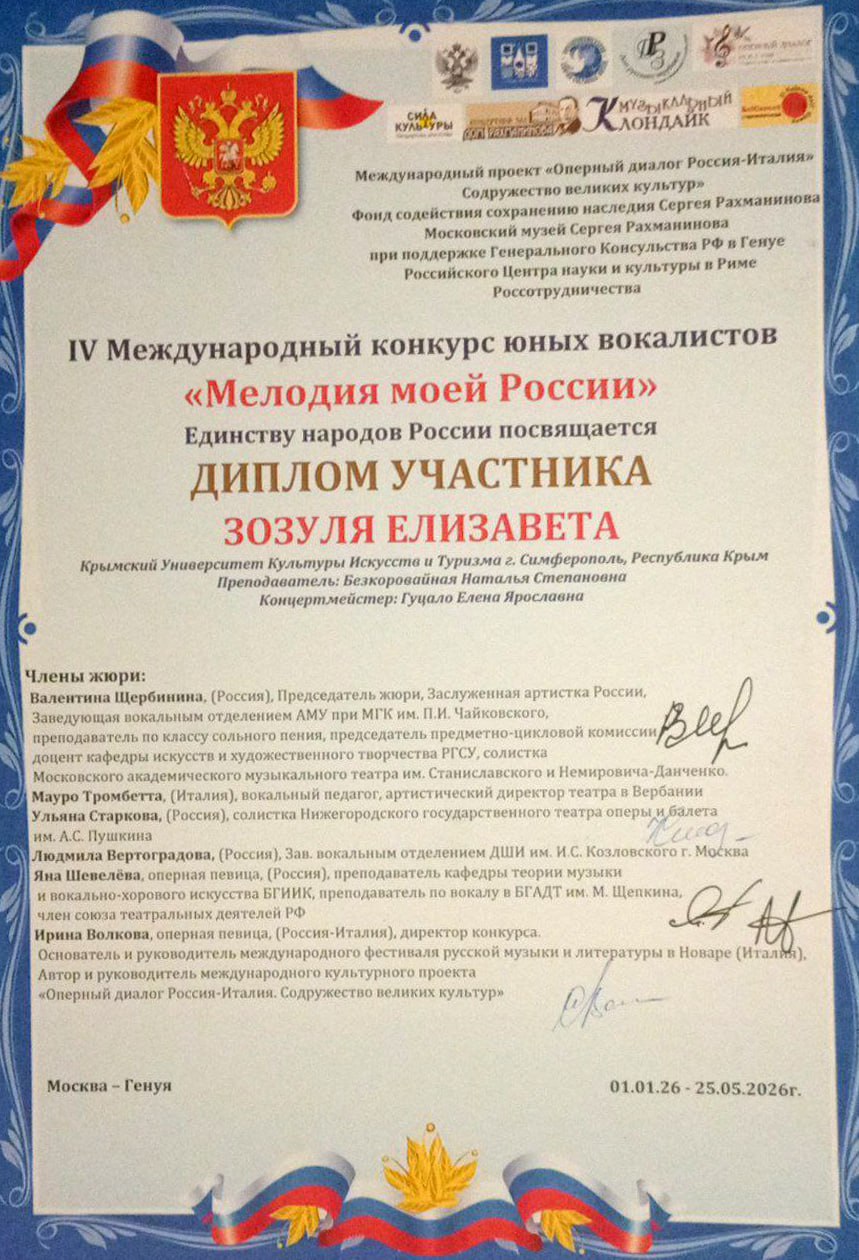 СИЛА
КУЛЬТУРЫ
МУЗЫКАЛЬНЫЙ
КЛОНДАЙК
Международный проект «Оперный диалог Россия-Италия»
Содружество великих культур»
Фонд содействия сохранению наследия Сергея Рахманинова
Московский музей Сергея Рахманинова
при поддержке Генерального Консульства РФ в Генуе
Российского Центра науки и культуры в Риме
Россотрудничества
IV Международный конкурс юных вокалистов
«Мелодия моей России»
Единству народов России посвящается
ДИПЛОМ УЧАСТНИКА
ЗОЗУЛЯ ЕЛИЗАВЕТА
Крымский Университет Культуры Искусств и Туризма г. Симферополь, Республика Крым
Преподаватель: Безкоровайная Наталья Степановна
Концертмейстер: Гуцало Елена Ярославна
Члены жюри:
Валентина Щербинина, (Россия), Председатель жюри, Заслуженная артистка России,
Заведующая вокальным отделением АМУ при МГК им. П.И. Чайковского,
преподаватель по классу сольного пения, председатель предметно-цикловой комиссии
доцент кафедры искусств и художественного творчества РГСУ, солистка
Московского академического музыкального театра им. Станиславского и Немировича-Данченко.
Мауро Тромбетта, (Италия), вокальный педагог, артистический директор театра в Вербании
Ульяна Старкова, (Россия), солистка Нижегородского государственного театра оперы и балета
им. А.С. Пушкина
Людмила Вертоградова, (Россия), Зав. вокальным отделением ДШИ им. И.С. Козловского г. Москва
Яна Шевелёва, оперная певица, (Россия), преподаватель кафедры теории музыки
и вокально-хорового искусства БГИИК, преподаватель по вокалу в БГАДТ им. М. Щепкина,
член союза театральных деятелей РФ
Ирина Волкова, оперная певица, (Россия-Италия), директор конкурса.
Основатель и руководитель международного фестиваля русской музыки и литературы в Новаре (Италия),
Автор и руководитель международного культурного проекта
«Оперный диалог Россия-Италия. Содружество великих культур»
Москва – Генуя
01.01.26 - 25.05.2026г.